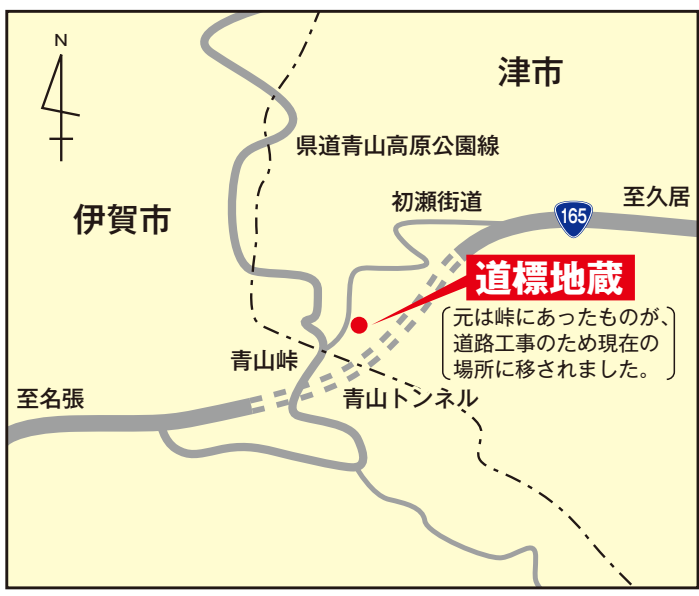 N
津市
県道青山高原公園線
初瀬街道
至久居
165
伊賀市
道標地蔵
元は峠にあったものが、
道路工事のため現在の
場所に移されました。
青山峠
至名張
青山トンネル